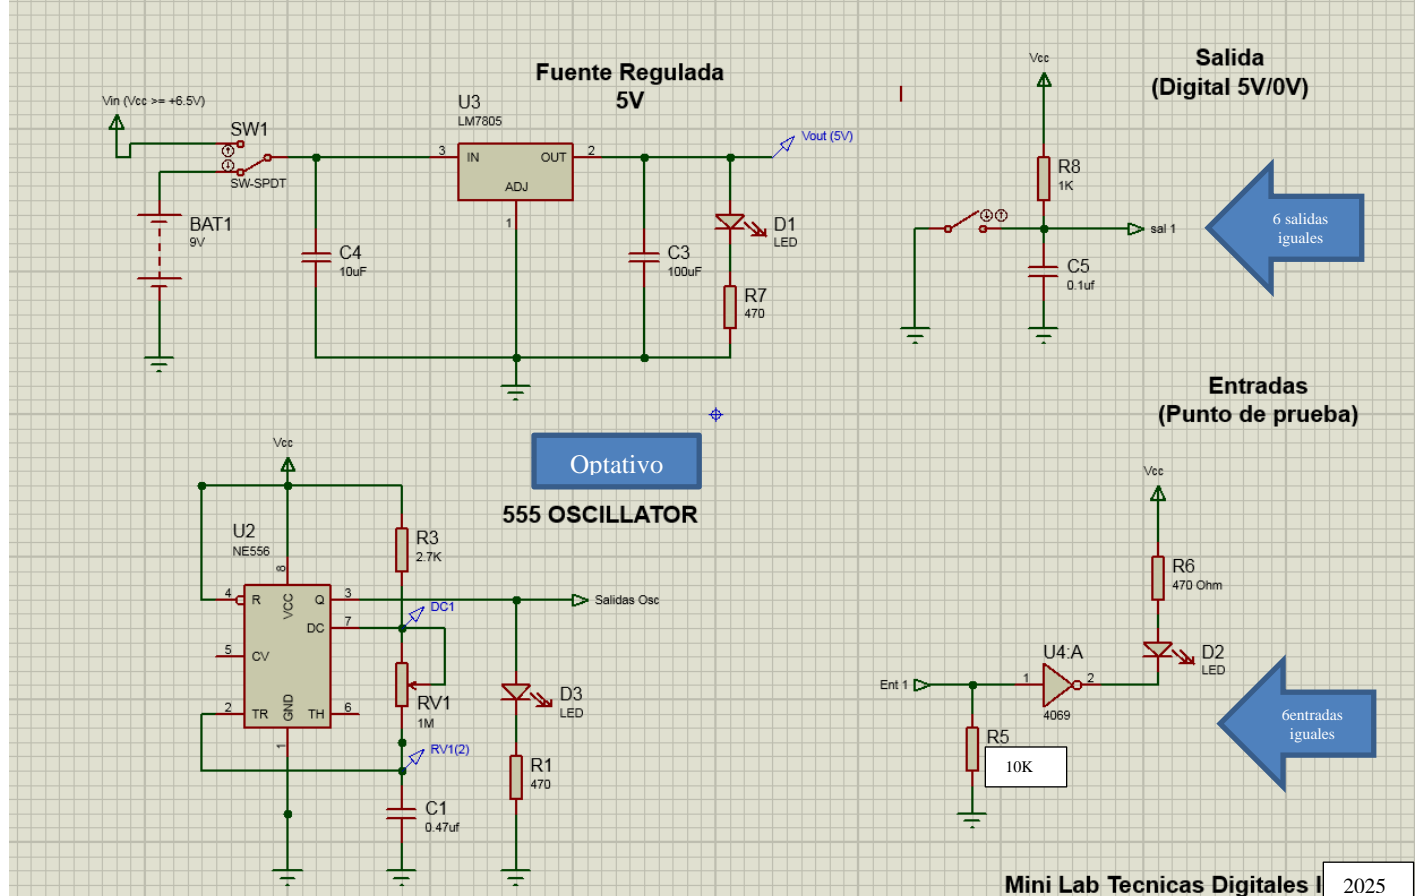 Fuente Regulada
5V
Vin (Vcc >= +6.5V)
SW1
SW-SPDT
BAT1
9V
C4
10uF
U3
LM7805
3
IN
OUT
2
ADJ
1
Vout (5V)
C3
100uF
D1
LED
R7
470
Salida
(Digital 5V/0V)
Vcc
R8
1K
sal 1
C5
0.1uf
6 salidas
iguales
Optativo
555 OSCILLATOR
Vcc
U2
NE556
8
4
R
VCC
Q
3
DC
7
5
CV
2
TR
GND
TH
6
1
R3
2.7K
DC1
RV1
1M
RV1(2)
C1
0.47uf
Salidas Osc
D3
LED
R1
470
Entradas
(Punto de prueba)
Vcc
R6
470 Ohm
D2
LED
U4:A
1
2
4069
Ent 1
R5
10K
6entradas
iguales
Mini Lab Tecnicas Digitales I
2025